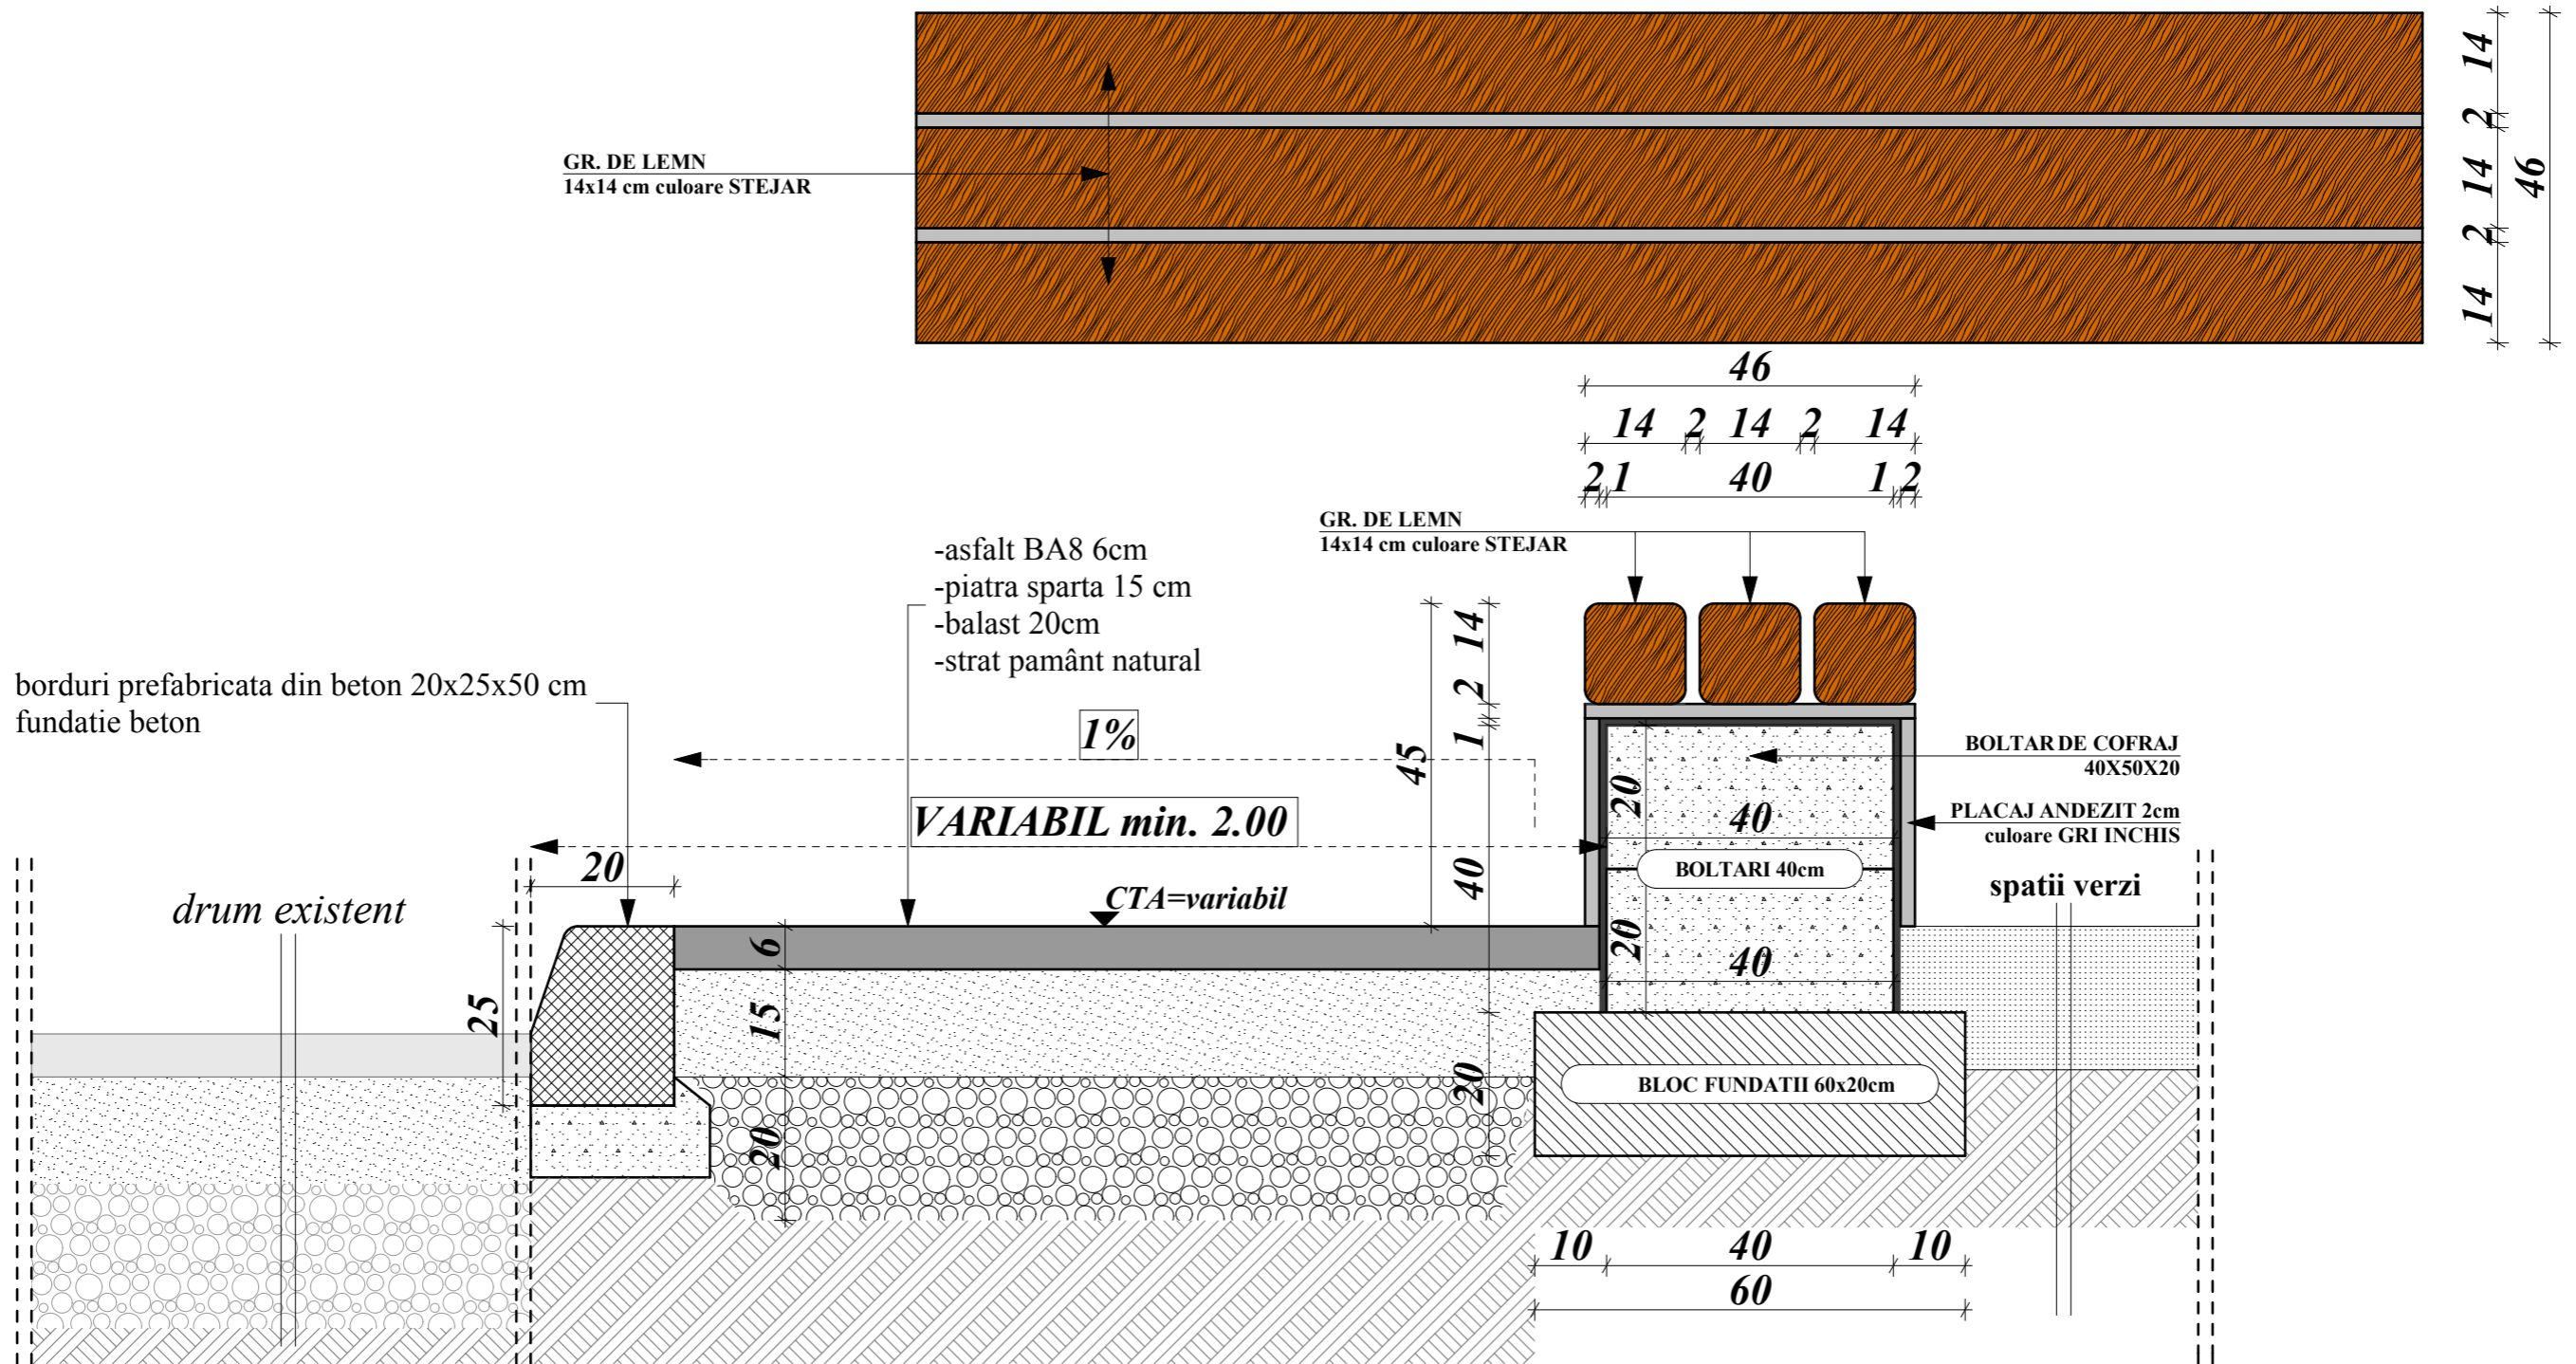 14
2
14
2
14
46
GR. DE LEMN
14x14 cm culoare STEJAR
46
14 2 14 2 14
2 1 40 1 2
GR. DE LEMN
14x14 cm culoare STEJAR
-asfalt BA8 6cm
-piatra sparta 15 cm
-balast 20cm
-strat pamânt natural
borduri prefabricata din beton 20x25x50 cm
fundatie beton
1%
VARIABIL min. 2.00
CTA=variabil
45
14
2
1
40
20
BOLTAR DE COFRAJ
40X50X20
PLACAJ ANDEZIT 2cm
culoare GRI INCHIS
20
40
BOLTARI 40cm
20
40
spatii verzi
drum existent
20
25
6
15
20
BLOC FUNDATII 60x20cm
10 40 10
60